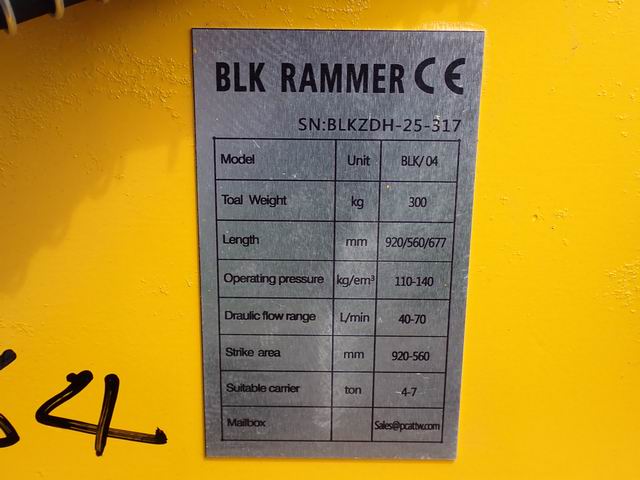 BLK RAMMER CE
SN:BLKZDH-25-317
Model Unit BLK/04
Toal Weight kg 300
Length mm 920/560/677
Operating pressure kg/em³ 110-140
Draulic flow range L/min 40-70
Strike area mm 920-560
Suitable carrier ton 4-7
Mailbox Sales@pcattw.com
4